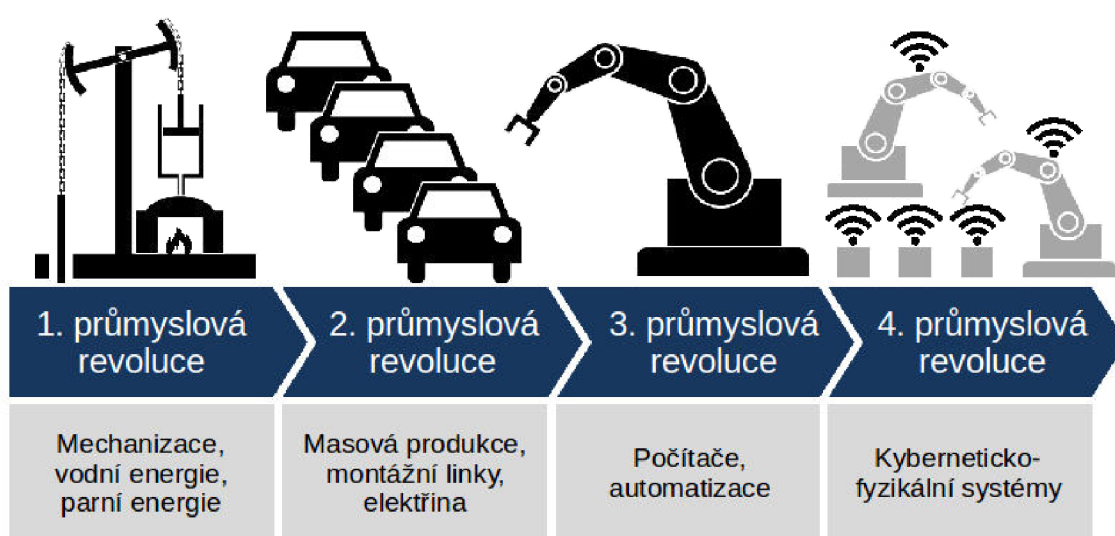 1. průmyslová
revoluce
2. průmyslová
revoluce
3. průmyslová
revoluce
4. průmyslová
revoluce
Mechanizace,
vodní energie,
parní energie
Masová produkce,
montážní linky,
elektřina
Počítače,
automatizace
Kyberneticko-
fyzikální systémy